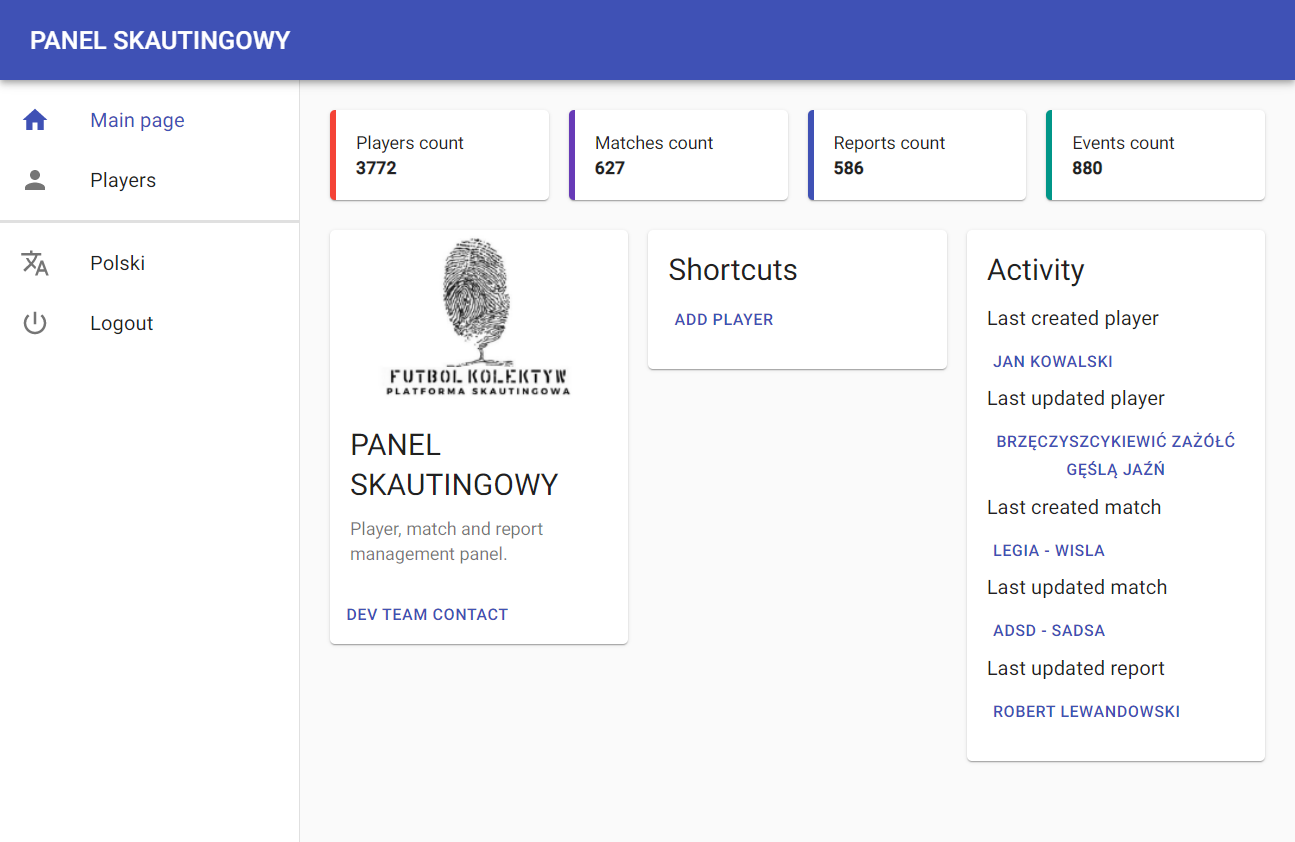 PANEL SKAUTINGOWY
Main page
Players
Polski
Logout
Players count
3772
Matches count
627
Reports count
586
Events count
880
FUTBOL KOLEKTYW
PLATFORMA SKAUTINGOWA
PANEL
SKAUTINGOWY
Player, match and report
management panel.
DEV TEAM CONTACT
Shortcuts
ADD PLAYER
Activity
Last created player
JAN KOWALSKI
Last updated player
BRZĘCZYSZCYKIEWIĆ ZAŻÓŁĆ
GĘŚLĄ JAŹŃ
Last created match
LEGIA - WISLA
Last updated match
ADSD - SADSA
Last updated report
ROBERT LEWANDOWSKI